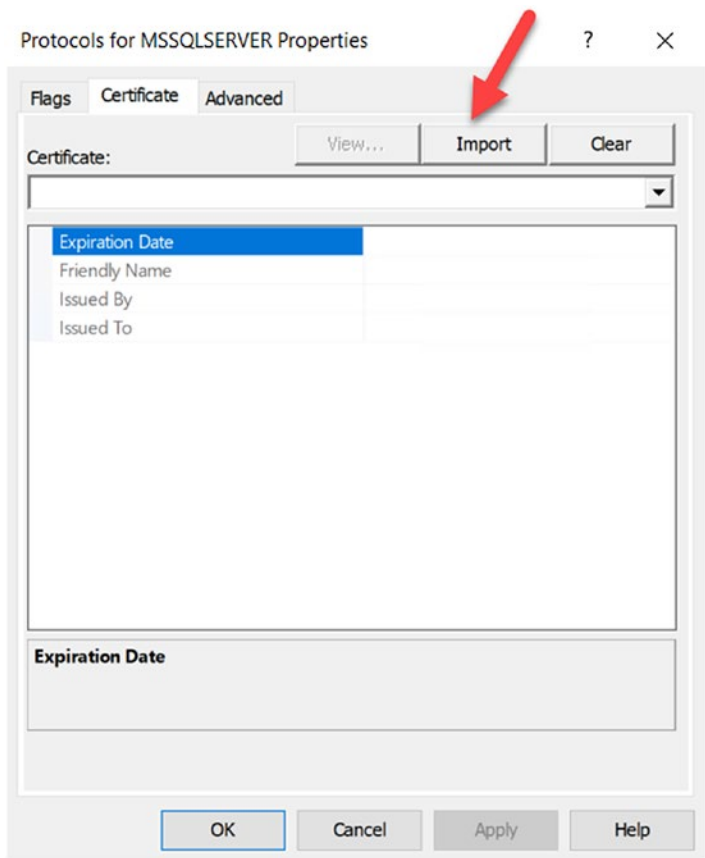 Protocols for MSSQLSERVER Properties ? ×
Flags Certificate Advanced
View... Import Clear
Certificate:
Expiration Date
Friendly Name
Issued By
Issued To
Expiration Date
OK Cancel Apply Help